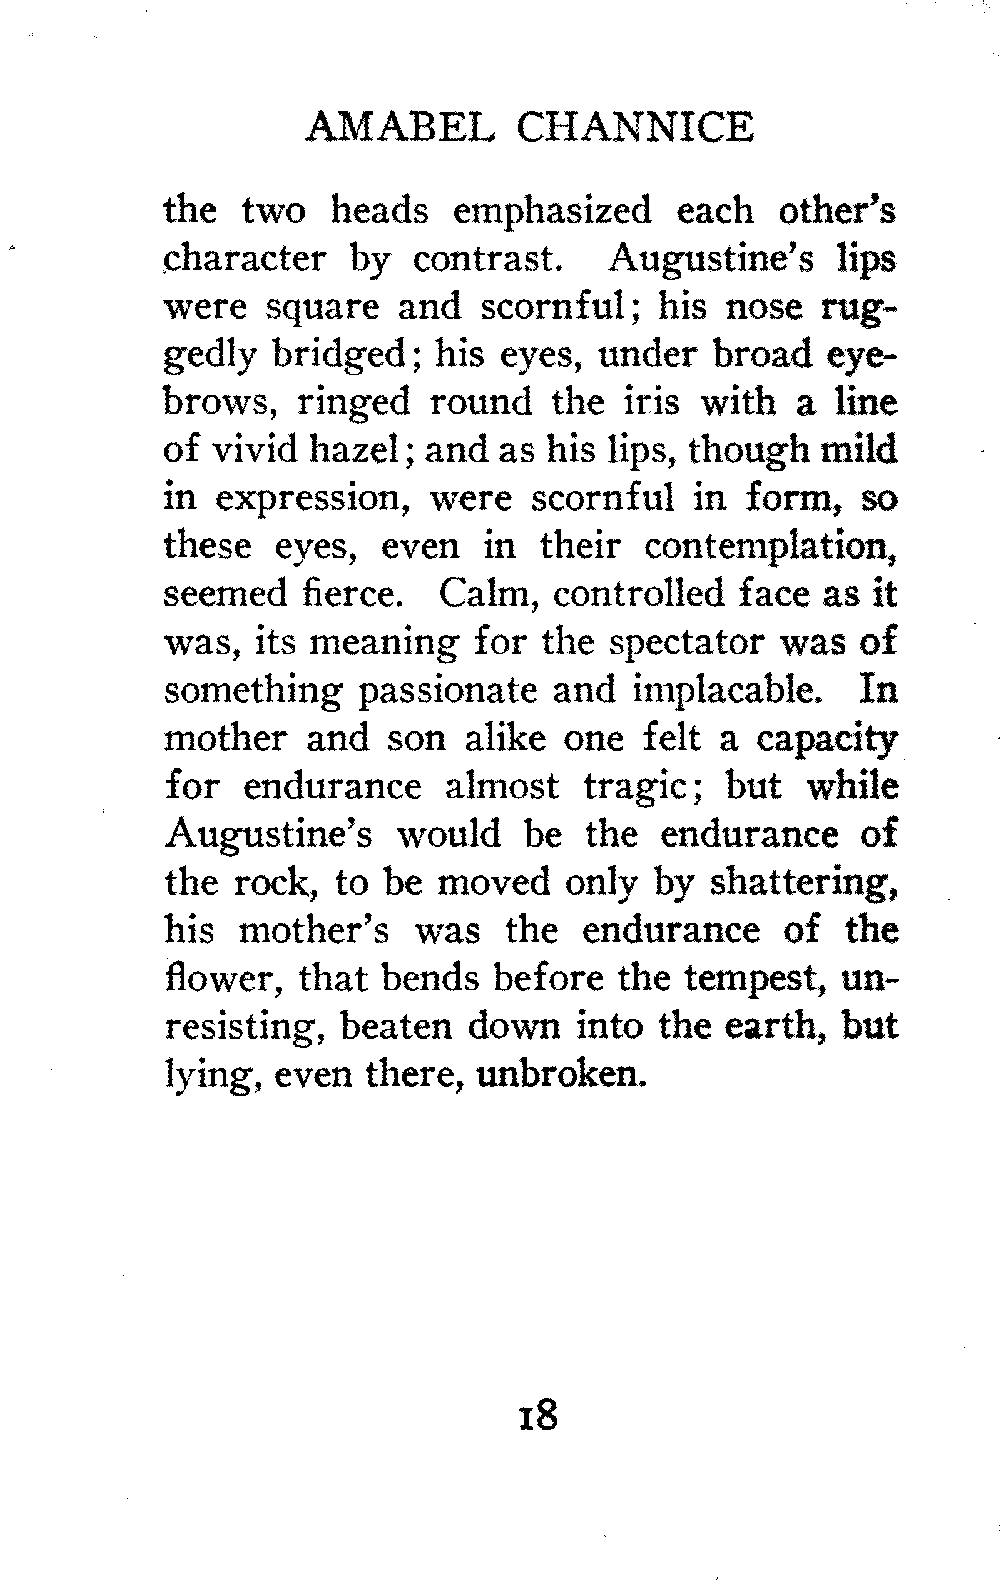 AMABEL CHANNICE
the two heads emphasized each other's
character by contrast. Augustine's lips
were square and scornful; his nose rug-
gedly bridged; his eyes, under broad eye-
brows, ringed round the iris with a line
of vivid hazel; and as his lips, though mild
in expression, were scornful in form, so
these eyes, even in their contemplation,
seemed fierce. Calm, controlled face as it
was, its meaning for the spectator was of
something passionate and implacable. In
mother and son alike one felt a capacity
for endurance almost tragic; but while
Augustine's would be the endurance of
the rock, to be moved only by shattering,
his mother's was the endurance of the
flower, that bends before the tempest, un-
resisting, beaten down into the earth, but
lying, even there, unbroken.
18